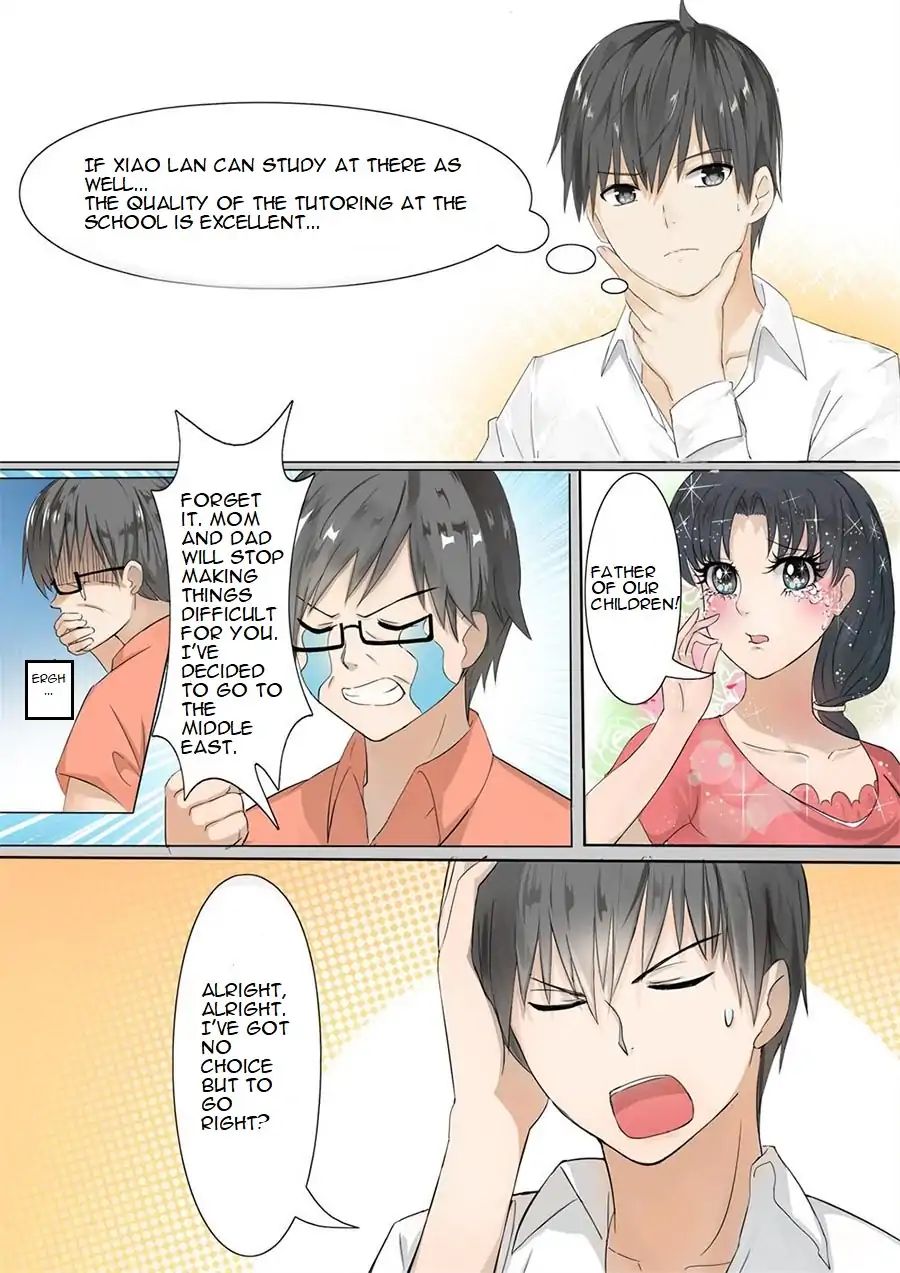 IF XIAO LAN CAN STUDY AT THERE AS
WELL...
THE QUALITY OF THE TUTORING AT THE
SCHOOL IS EXCELLENT...
ERGH
...
FORGET
IT. MOM
AND DAD
WILL STOP
MAKING
THINGS
DIFFICULT
FOR YOU.
I'VE
DECIDED
TO GO TO
THE
MIDDLE
EAST.
FATHER
OF OUR
CHILDREN!
ALRIGHT,
ALRIGHT.
I'VE GOT
NO
CHOICE
BUT TO
GO
RIGHT?